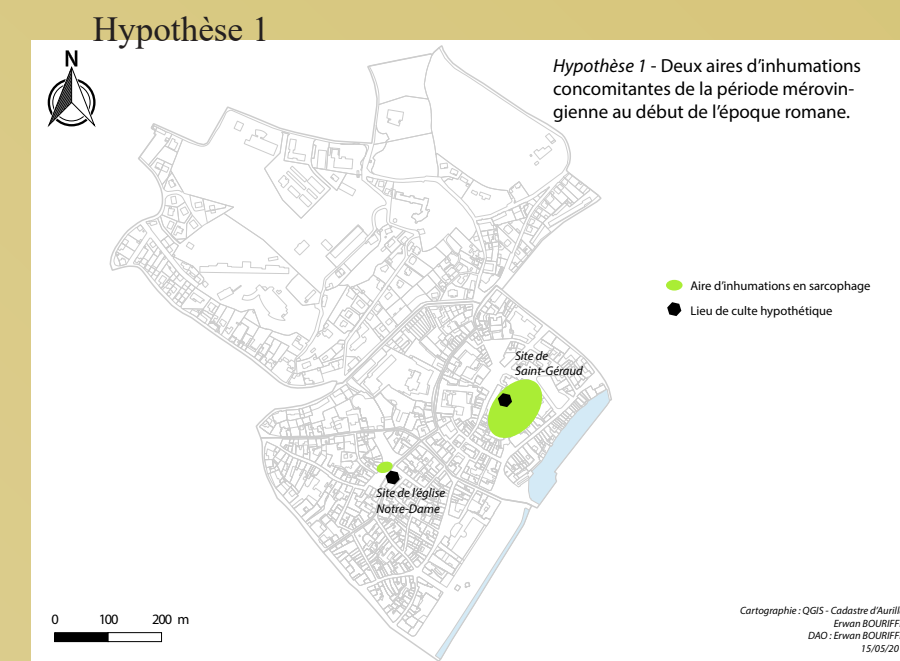 Hypothèse 1
N
Hypothèse 1 - Deux aires d'inhumations
concomitantes de la période mérovin-
gienne au début de l'époque romane.
Aire d'inhumations en sarcophage
Lieu de culte hypothétique
Site de
Saint-Géraud
Site de l'église
Notre-Dame
0 100 200 m
Cartographie : QGIS - Cadastre d'Aurill
Erwan BOURIFF
DAO : Erwan BOURIFF
15/05/20